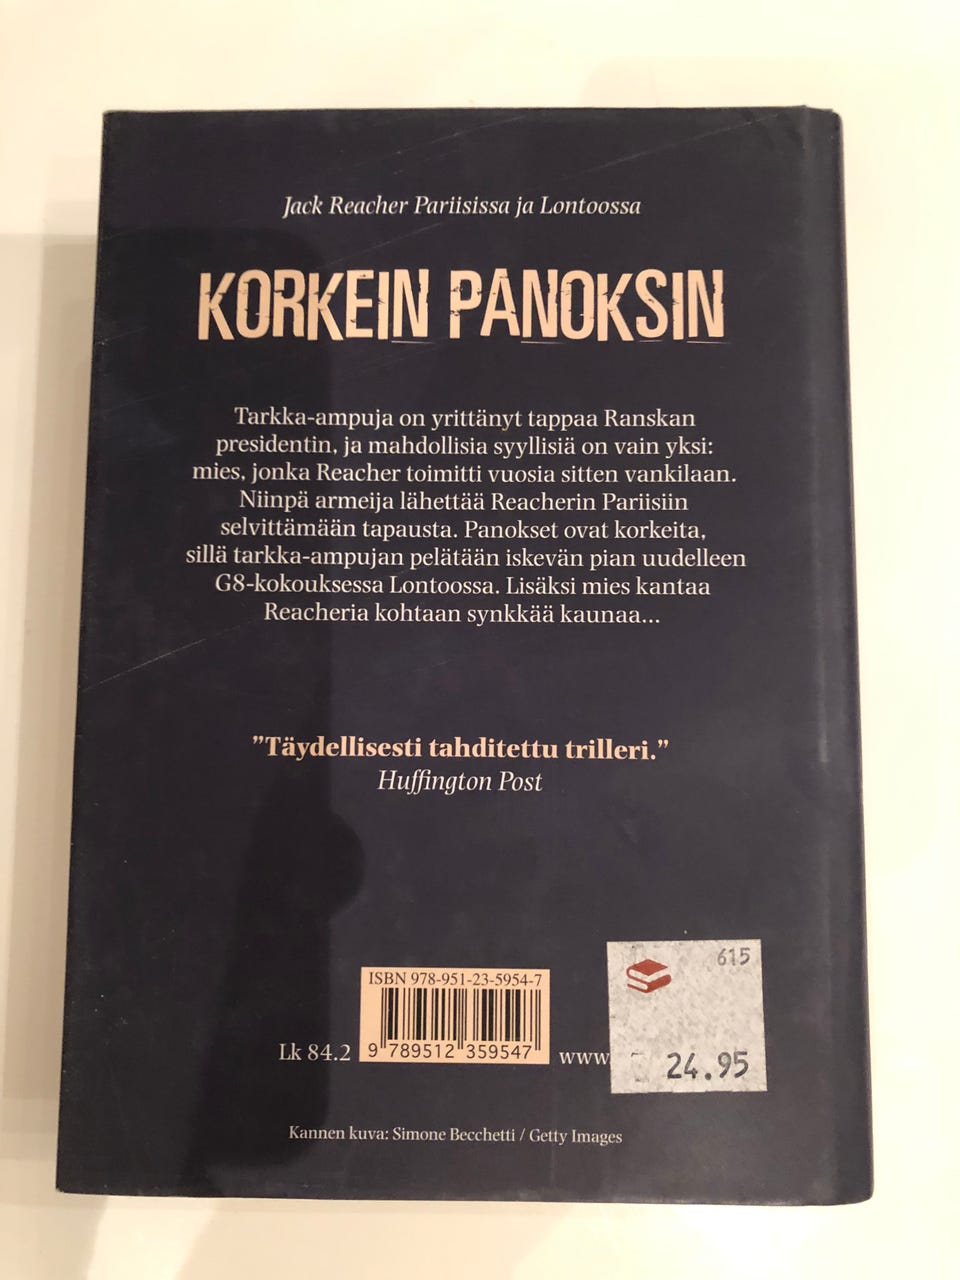 Jack Reacher Pariisissa ja Lontoossa
KORKEIN PANOKSIN
Tarkka-ampuja on yrittänyt tappaa Ranskan
presidentin, ja mahdollisia syyllisiä on vain yksi:
mies, jonka Reacher toimitti vuosia sitten vankilaan.
Niinpä armeija lähettää Reacherin Pariisiin
selvittämään tapausta. Panokset ovat korkeita,
sillä tarkka-ampujan pelätään iskevän pian uudelleen
G8-kokouksessa Lontoossa. Lisäksi mies kantaa
Reacheria kohtaan synkkää kaunaa...
”Täydellisesti tahditettu trilleri.”
Huffington Post
615
ISBN 978-951-23-5954-7
Lk 84.2 9 789512 359547 www
24.95
Kannen kuva: Simone Becchetti / Getty Images